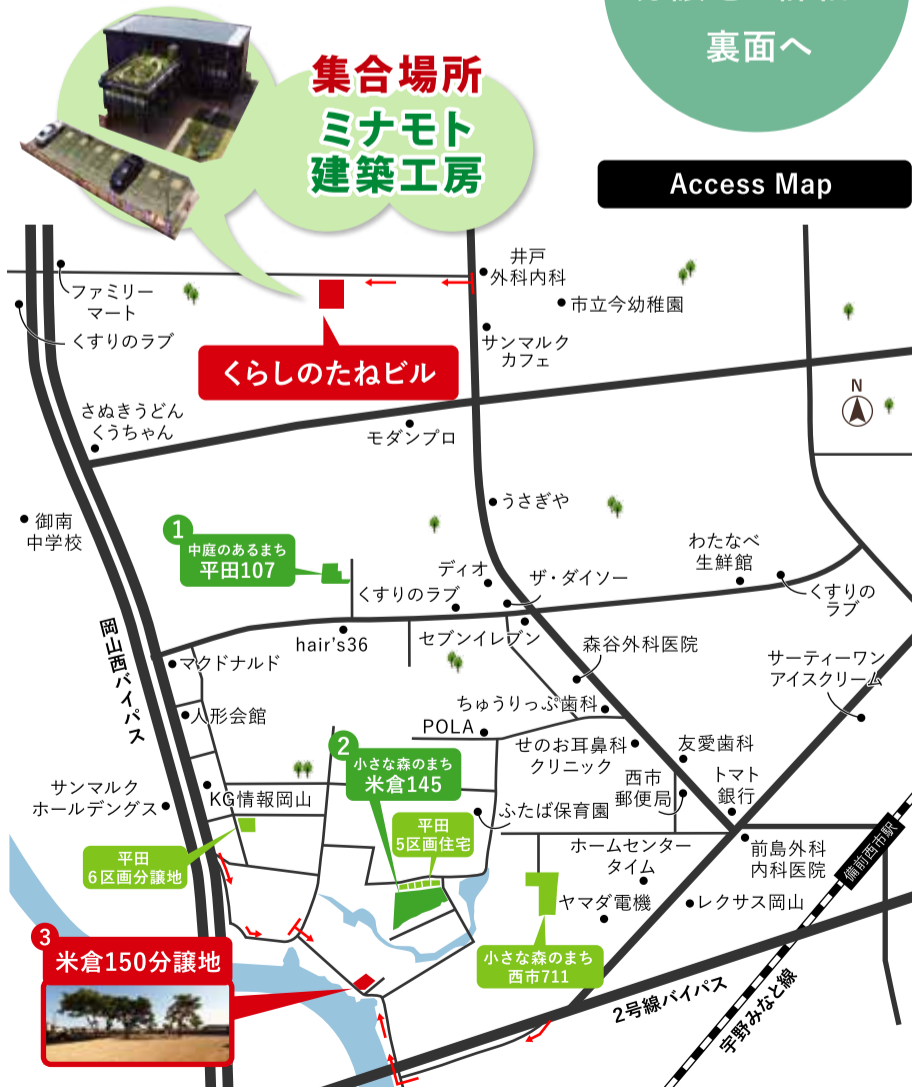 裏面へ
集合場所
ミナモト
建築工房
Access Map
井戸
外科内科
ファミリー
マート
市立今幼稚園
くすりのラブ
サンマルク
カフェ
くらしのたねビル
N
さぬきうどん
くうちゃん
モダンプロ
うさぎや
御南
中学校
1
中庭のあるまち
平田107
わたなべ
生鮮館
ディオ
ザ・ダイソー
くすりのラブ
くすりの
ラブ
hair's36
セブンイレブン
森谷外科医院
岡山西バイパス
マクドナルド
サーティーワン
アイスクリーム
ちゅうりっぷ歯科
人形会館
POLA
2
小さな森のまち
米倉145
せのお耳鼻科
クリニック
友愛歯科
サンマルク
ホールデングス
KG情報岡山
西市
郵便局
トマト
銀行
ふたば保育園
平田
5区画住宅
平田
6区画分譲地
ホームセンター
タイム
前島外科
内科医院
備前西市駅
ヤマダ電機
レクサス岡山
3
米倉150分譲地
小さな森のまち
西市711
2号線バイパス
宇野みなと線